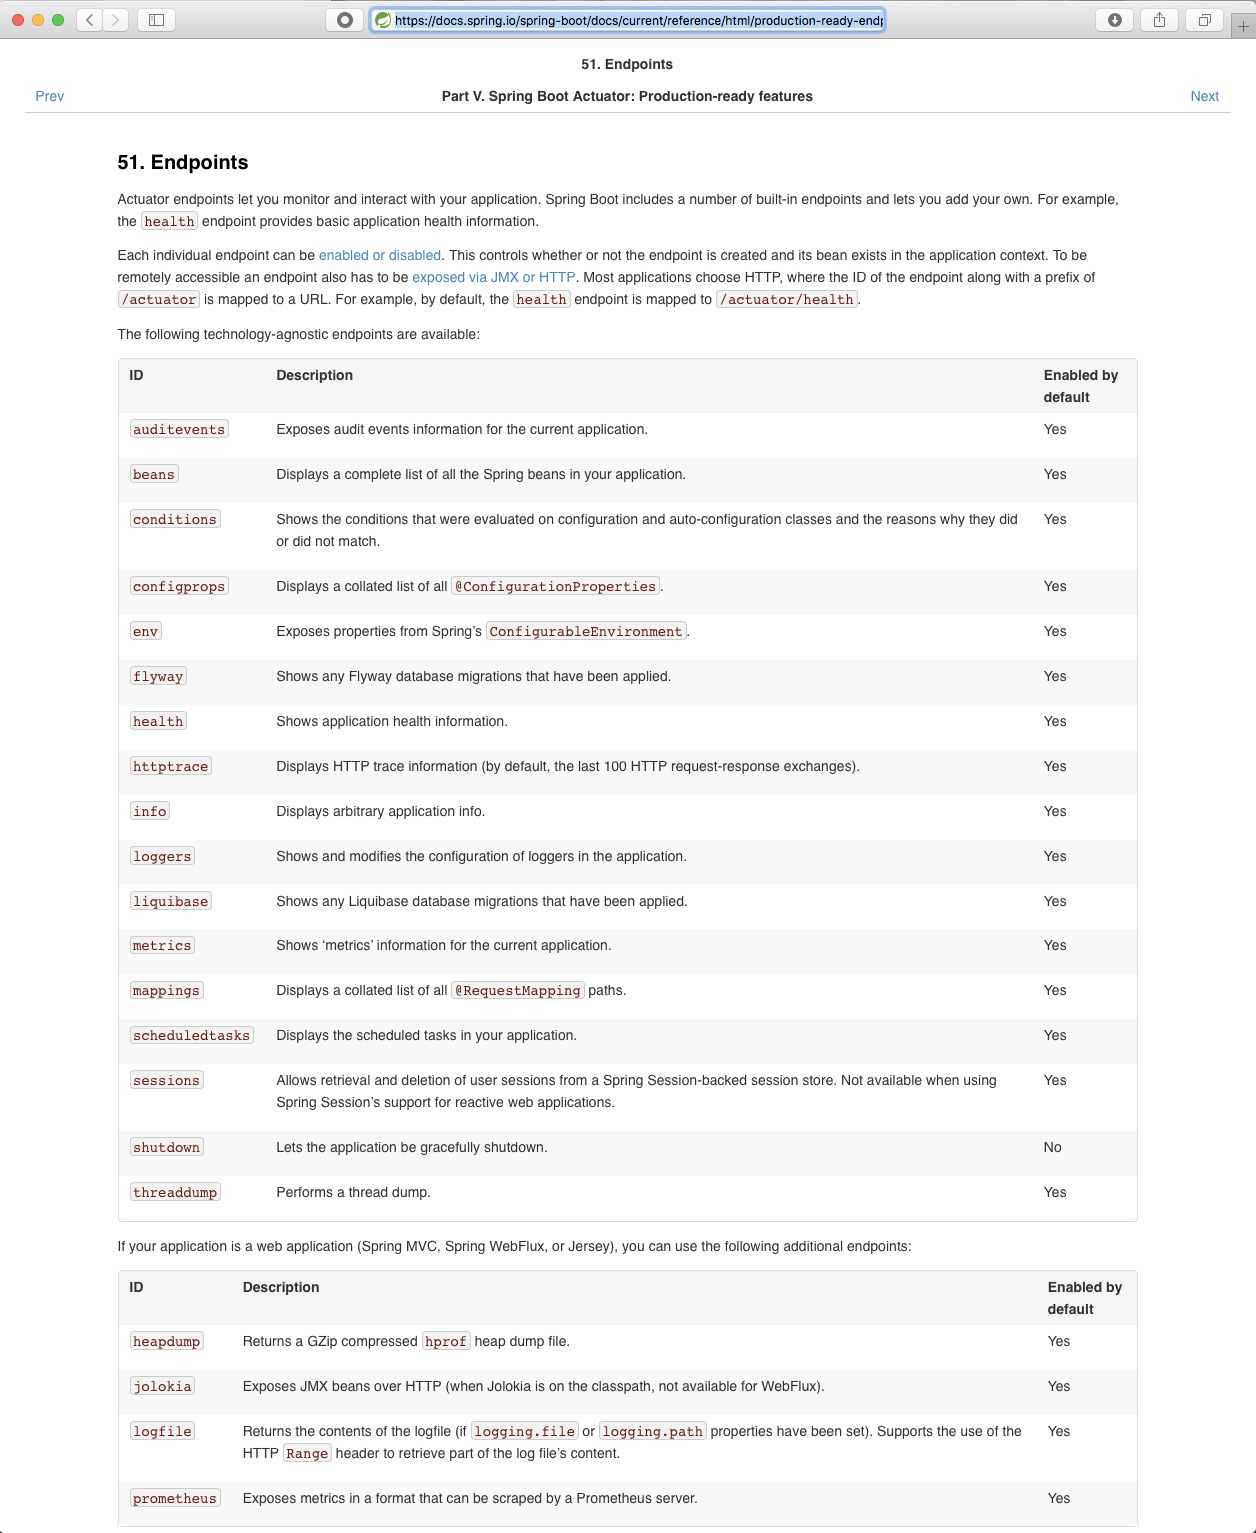 https://docs.spring.io/spring-boot/docs/current/reference/html/production-ready-endp
51. Endpoints
Prev
Part V. Spring Boot Actuator: Production-ready features
Next
51. Endpoints
Actuator endpoints let you monitor and interact with your application. Spring Boot includes a number of built-in endpoints and lets you add your own. For example,
the health endpoint provides basic application health information.
Each individual endpoint can be enabled or disabled. This controls whether or not the endpoint is created and its bean exists in the application context. To be
remotely accessible an endpoint also has to be exposed via JMX or HTTP. Most applications choose HTTP, where the ID of the endpoint along with a prefix of
/actuator is mapped to a URL. For example, by default, the health endpoint is mapped to /actuator/health.
The following technology-agnostic endpoints are available:
ID Description Enabled by
default
auditevents Exposes audit events information for the current application. Yes
beans Displays a complete list of all the Spring beans in your application. Yes
conditions Shows the conditions that were evaluated on configuration and auto-configuration classes and the reasons why they did Yes
or did not match.
configprops Displays a collated list of all @ConfigurationProperties. Yes
env Exposes properties from Spring’s ConfigurableEnvironment. Yes
flyway Shows any Flyway database migrations that have been applied. Yes
health Shows application health information. Yes
httptrace Displays HTTP trace information (by default, the last 100 HTTP request-response exchanges). Yes
info Displays arbitrary application info. Yes
loggers Shows and modifies the configuration of loggers in the application. Yes
liquibase Shows any Liquibase database migrations that have been applied. Yes
metrics Shows ‘metrics’ information for the current application. Yes
mappings Displays a collated list of all @RequestMapping paths. Yes
scheduledtasks Displays the scheduled tasks in your application. Yes
sessions Allows retrieval and deletion of user sessions from a Spring Session-backed session store. Not available when using Yes
Spring Session’s support for reactive web applications.
shutdown Lets the application be gracefully shutdown. No
threaddump Performs a thread dump. Yes
If your application is a web application (Spring MVC, Spring WebFlux, or Jersey), you can use the following additional endpoints:
ID Description Enabled by
default
heapdump Returns a GZip compressed hprof heap dump file. Yes
jolokia Exposes JMX beans over HTTP (when Jolokia is on the classpath, not available for WebFlux). Yes
logfile Returns the contents of the logfile (if logging.file or logging.path properties have been set). Supports the use of the Yes
HTTP Range header to retrieve part of the log file’s content.
prometheus Exposes metrics in a format that can be scraped by a Prometheus server. Yes